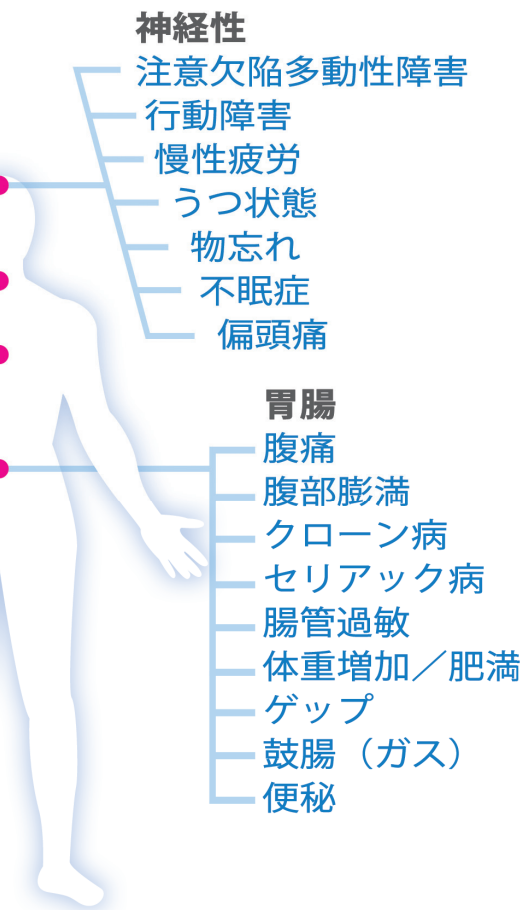 神経性
注意欠陥多動性障害
行動障害
慢性疲労
うつ状態
物忘れ
不眠症
偏頭痛
胃腸
腹痛
腹部膨満
クローン病
セリアック病
腸管過敏
体重増加／肥満
ゲップ
鼓腸（ガス）
便秘